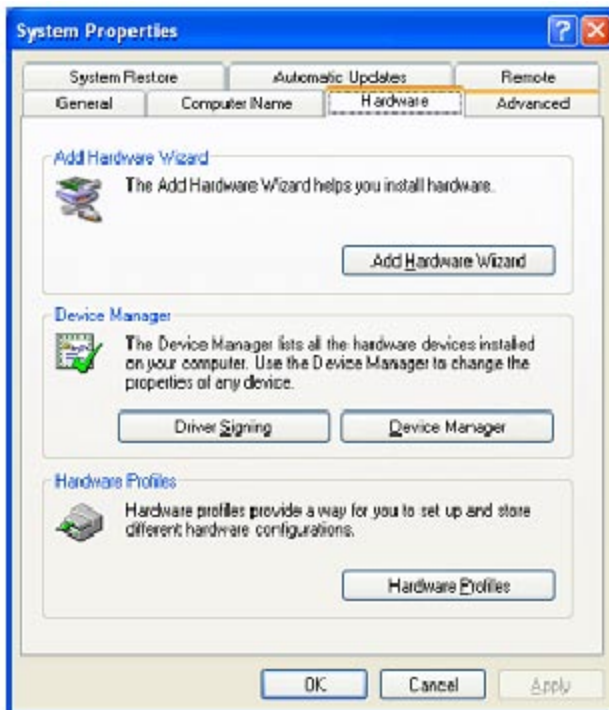 System Properties
?
System Restore
Automatic Updates
Remote
General
Computer Name
Hardware
Advanced
Add Hardware Wizard
The Add Hardware Wizard helps you install hardware.
Add Hardware Wizard
Device Manager
The Device Manager lists all the hardware devices installed
on your computer. Use the Device Manager to change the
properties of any device.
Driver Signing
Device Manager
Hardware Profiles
Hardware profiles provide a way for you to set up and store
different hardware configurations.
Hardware Profiles
OK
Cancel
Apply